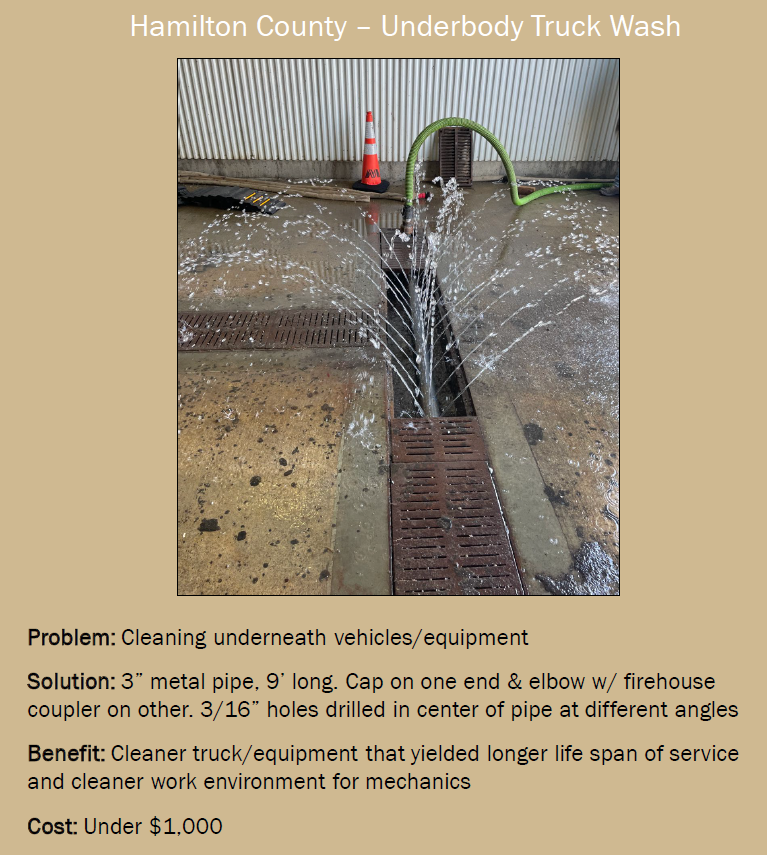 Hamilton County – Underbody Truck Wash
Problem: Cleaning underneath vehicles/equipment
Solution: 3” metal pipe, 9’ long. Cap on one end & elbow w/ firehouse
coupler on other. 3/16” holes drilled in center of pipe at different angles
Benefit: Cleaner truck/equipment that yielded longer life span of service
and cleaner work environment for mechanics
Cost: Under $1,000